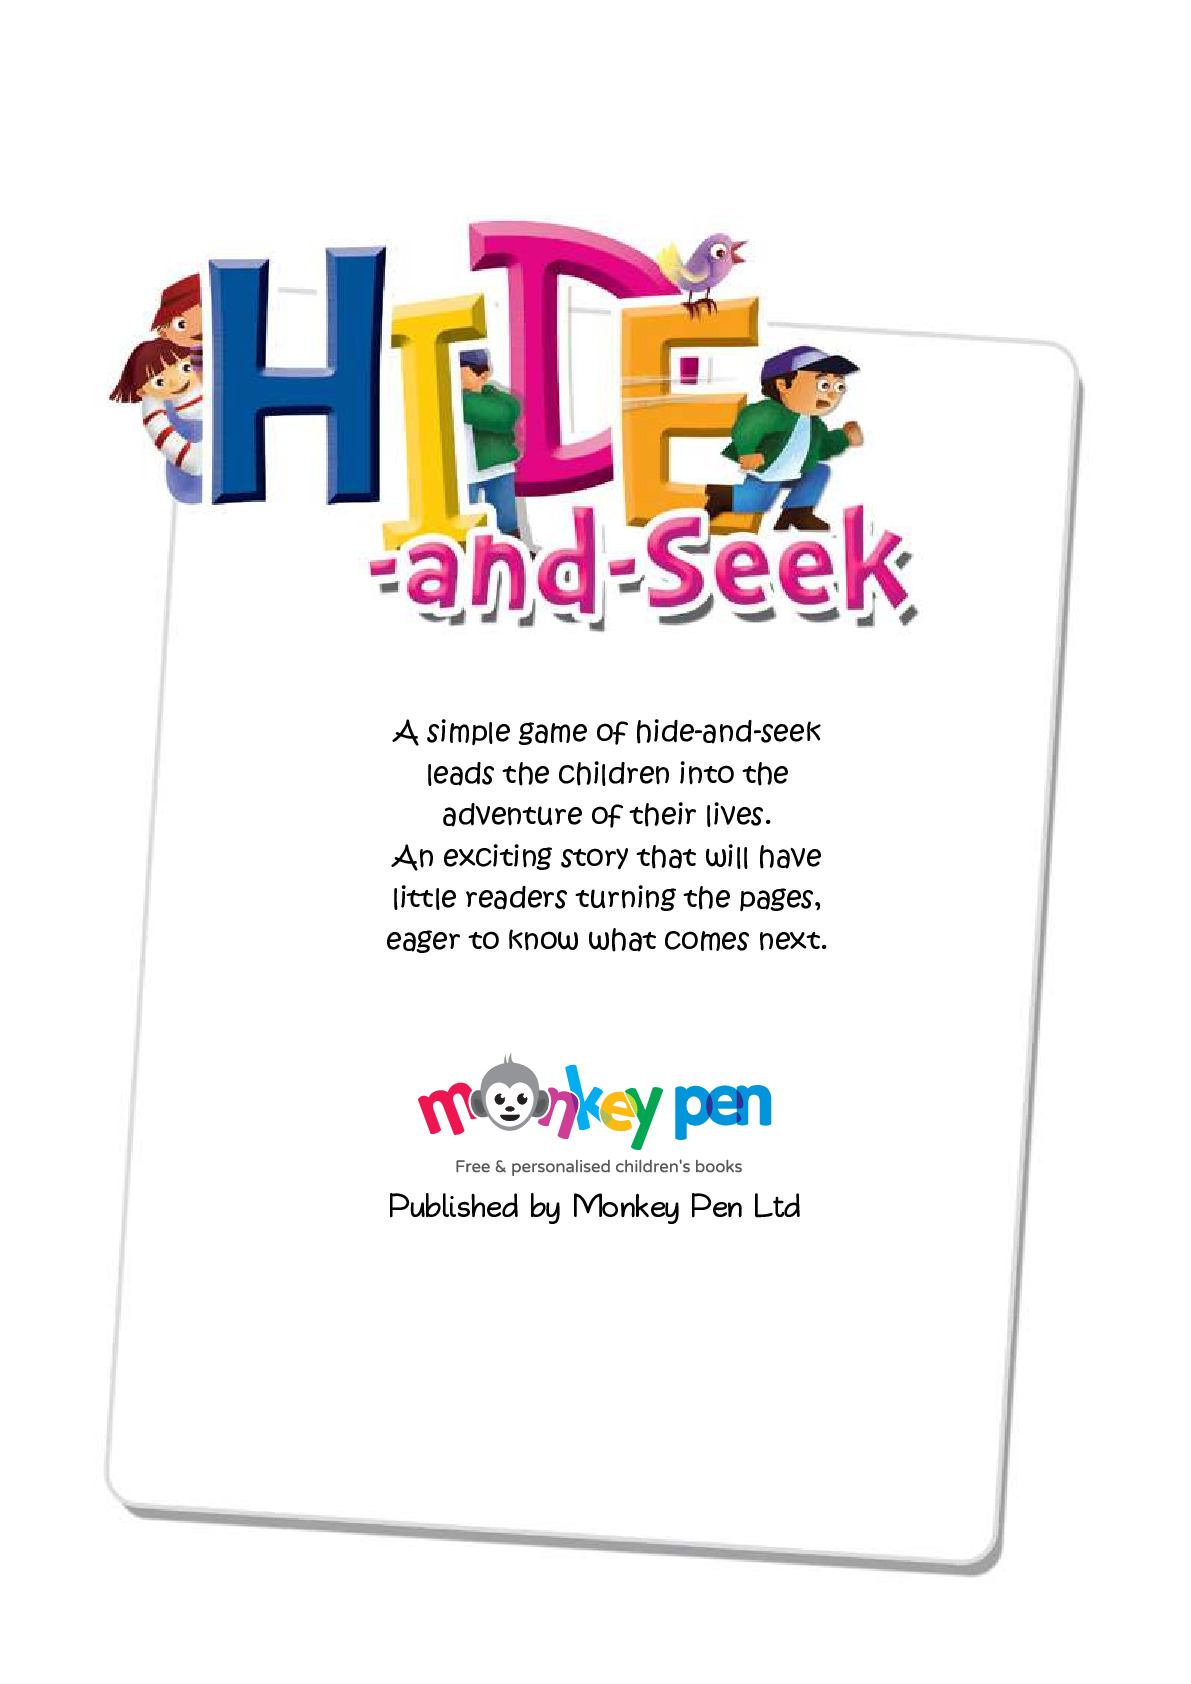 HIDE
-and-Seek
A simple game of hide-and-seek
leads the children into the
adventure of their lives.
An exciting story that will have
little readers turning the pages,
eager to know what comes next.
monkey pen
Free & personalised children's books
Published by Monkey Pen Ltd